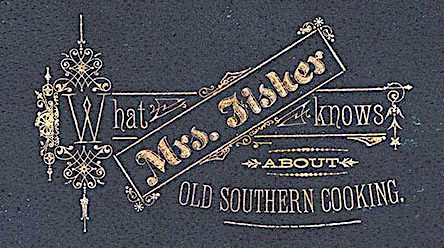 What Mrs. Fisher knows
ABOUT
OLD SOUTHERN COOKING.